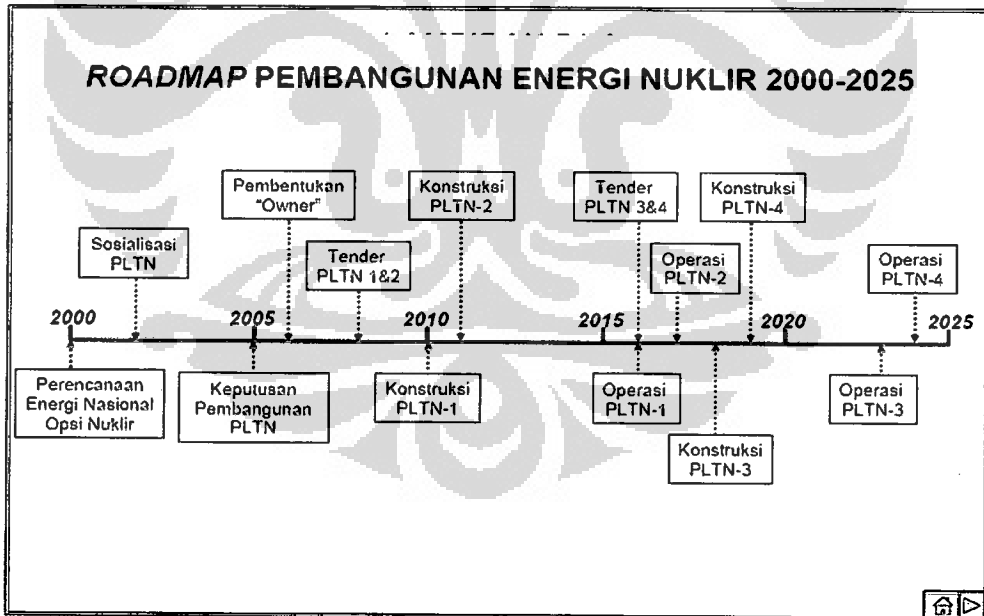 ROADMAP PEMBANGUNAN ENERGI NUKLIR 2000-2025
Pembentukan
"Owner"
Konstruksi
PLTN-2
Tender
PLTN 3&4
Konstruksi
PLTN-4
Sosialisasi
PLTN
Tender
PLTN 1&2
Operasi
PLTN-2
Operasi
PLTN-4
2000
2005
2010
2015
2020
2025
Perencanaan
Energi Nasional
Opsi Nuklir
Keputusan
Pembangunan
PLTN
Konstruksi
PLTN-1
Operasi
PLTN-1
Operasi
PLTN-3
Konstruksi
PLTN-3